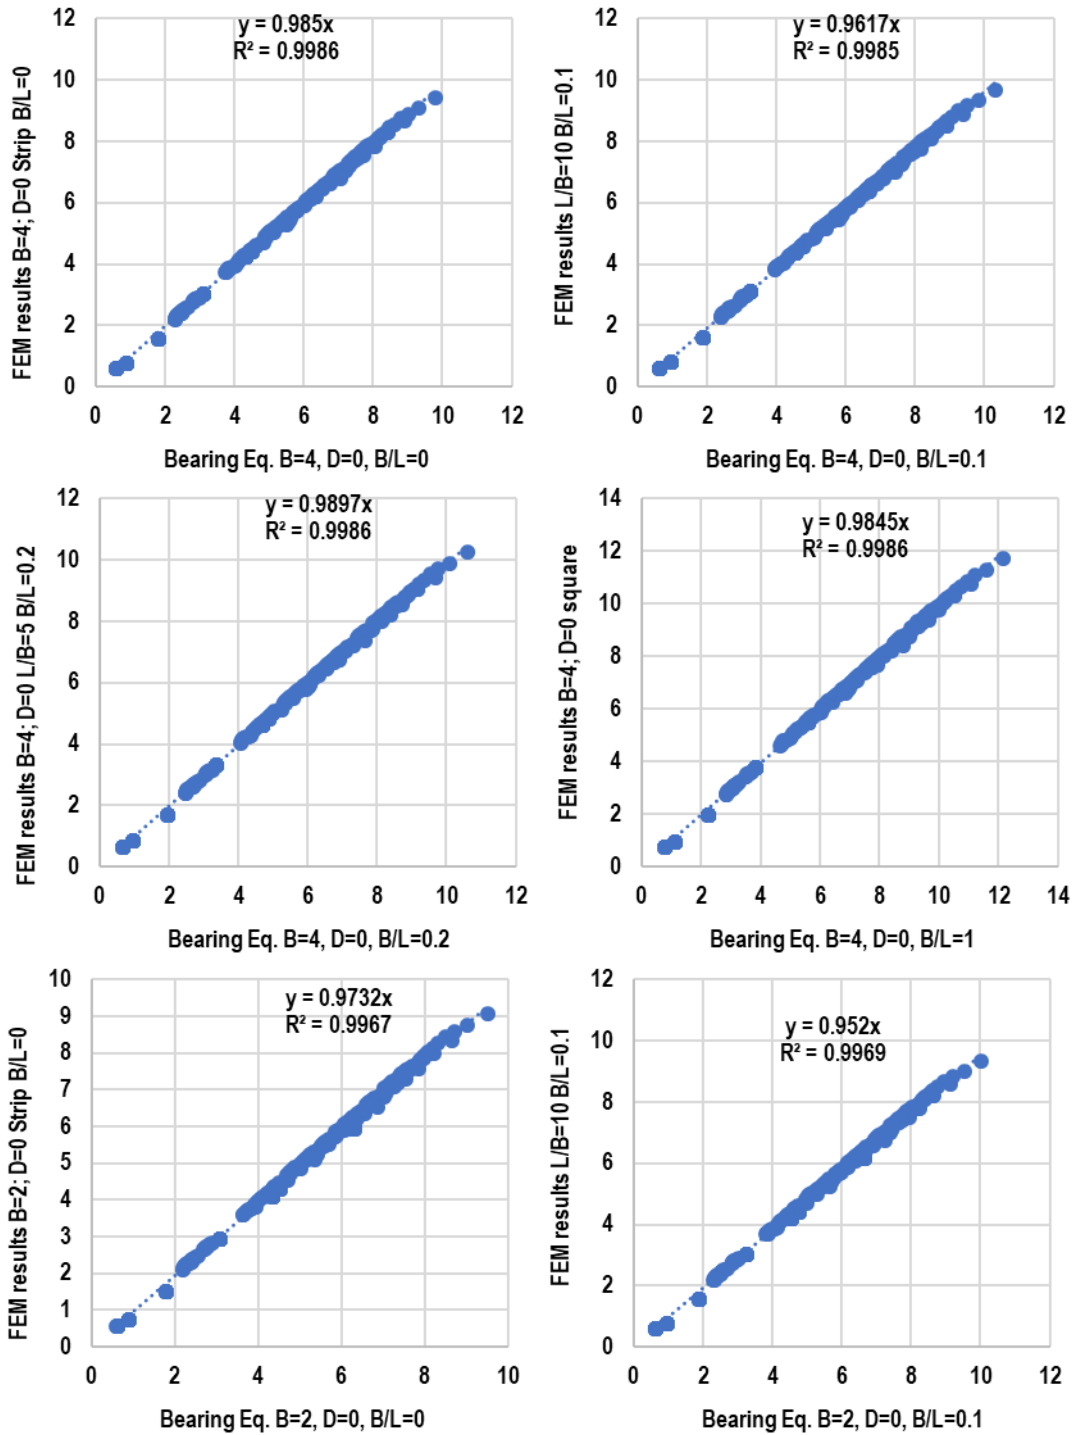 y = 0.985x
R² = 0.9986
FEM results B=4; D=0 Strip B/L=0
12
10
8
6
4
2
0
0 2 4 6 8 10 12
Bearing Eq. B=4, D=0, B/L=0
y = 0.9617x
R² = 0.9985
FEM results L/B=10 B/L=0.1
12
10
8
6
4
2
0
0 2 4 6 8 10 12
Bearing Eq. B=4, D=0, B/L=0.1
y = 0.9897x
R² = 0.9986
FEM results B=4; D=0 L/B=5 B/L=0.2
12
10
8
6
4
2
0
0 2 4 6 8 10 12
Bearing Eq. B=4, D=0, B/L=0.2
y = 0.9845x
R² = 0.9986
FEM results B=4; D=0 square
14
12
10
8
6
4
2
0
0 2 4 6 8 10 12 14
Bearing Eq. B=4, D=0, B/L=1
y = 0.9732x
R² = 0.9967
FEM results B=2; D=0 Strip B/L=0
10
9
8
7
6
5
4
3
2
1
0
0 2 4 6 8 10
Bearing Eq. B=2, D=0, B/L=0
y = 0.952x
R² = 0.9969
FEM results L/B=10 B/L=0.1
12
10
8
6
4
2
0
0 2 4 6 8 10 12
Bearing Eq. B=2, D=0, B/L=0.1